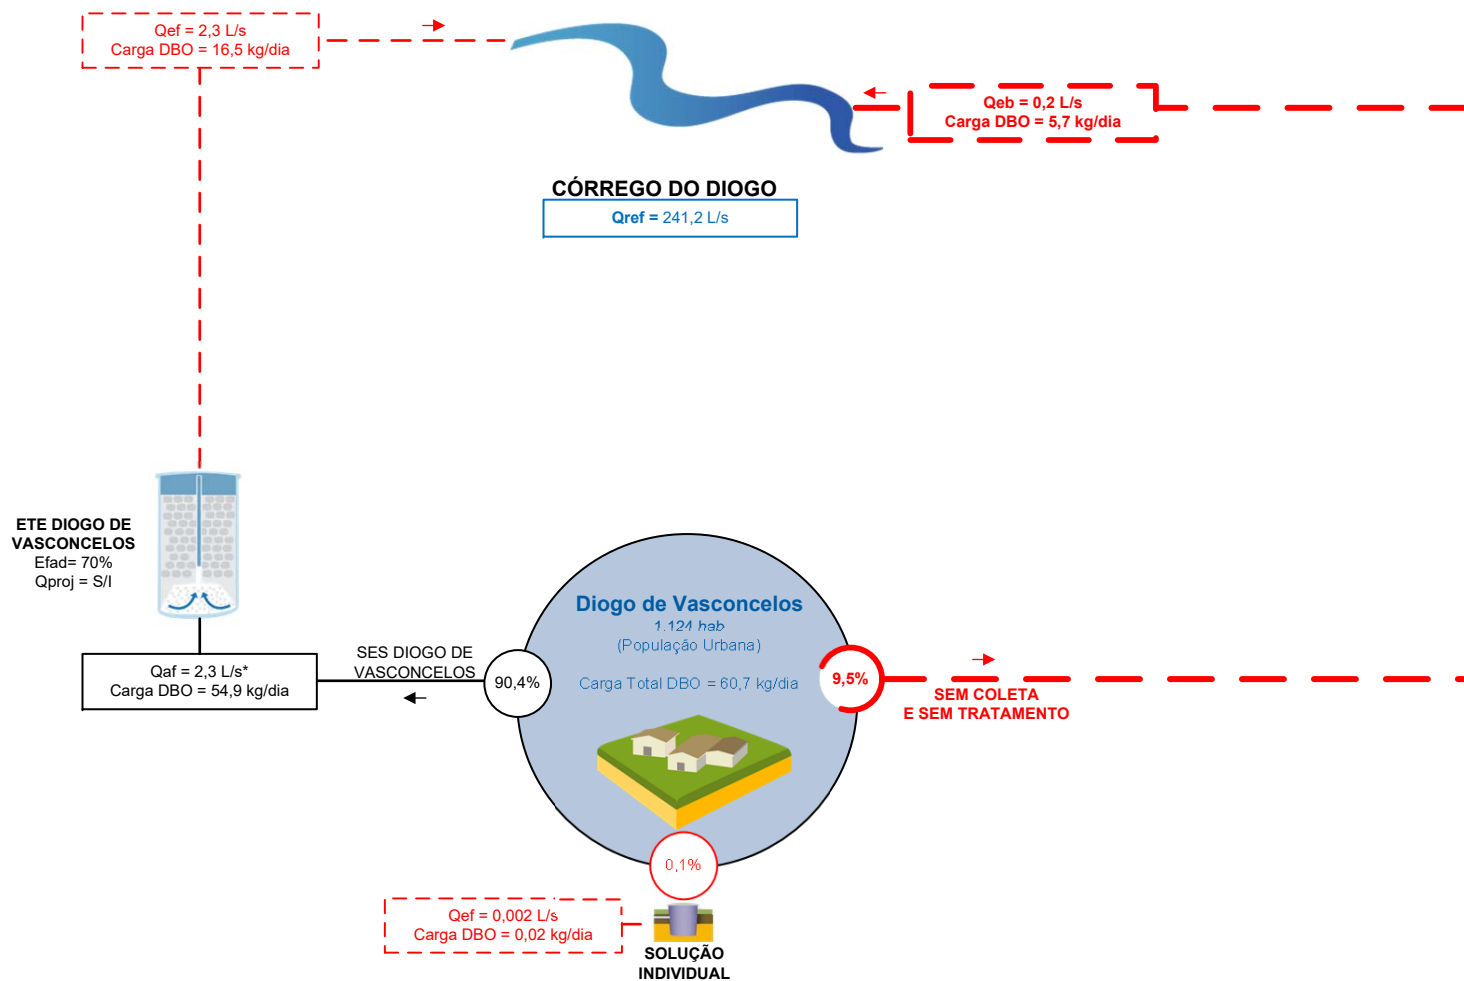 Qef = 2,3 L/s
Carga DBO = 16,5 kg/dia
Qeb = 0,2 L/s
Carga DBO = 5,7 kg/dia
CÓRREGO DO DIOGO
Qref = 241,2 L/s
ETE DIOGO DE
VASCONCELOS
Efad= 70%
Qproj = S/I
Qaf = 2,3 L/s*
Carga DBO = 54,9 kg/dia
SES DIOGO DE
VASCONCELOS
90,4%
Diogo de Vasconcelos
1.124 hab
(População Urbana)
Carga Total DBO = 60,7 kg/dia
9,5%
SEM COLETA
E SEM TRATAMENTO
0,1%
Qef = 0,002 L/s
Carga DBO = 0,02 kg/dia
SOLUÇÃO
INDIVIDUAL